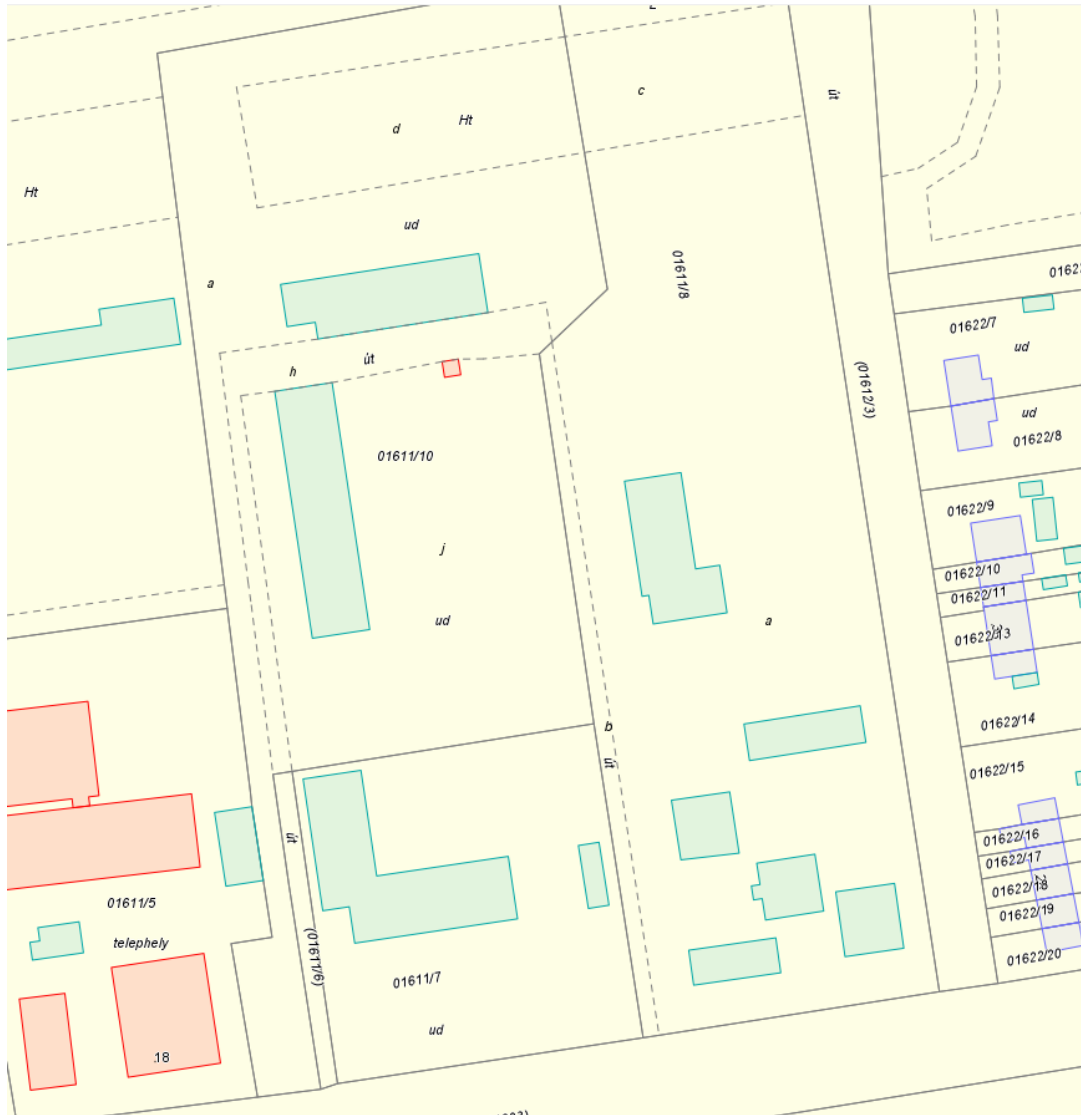 c
út
d
Ht
Ht
ud
a
01611/8
01622/7
ud
út
h
(01612/3)
ud
01622/8
01611/10
01622/9
j
01622/10
01622/11
ud
a
01622/14
b
út
01622/15
út
01622/16
01622/17
01622/18
01622/19
01611/5
telephely
(01611/6)
01622/20
01611/7
ud
18